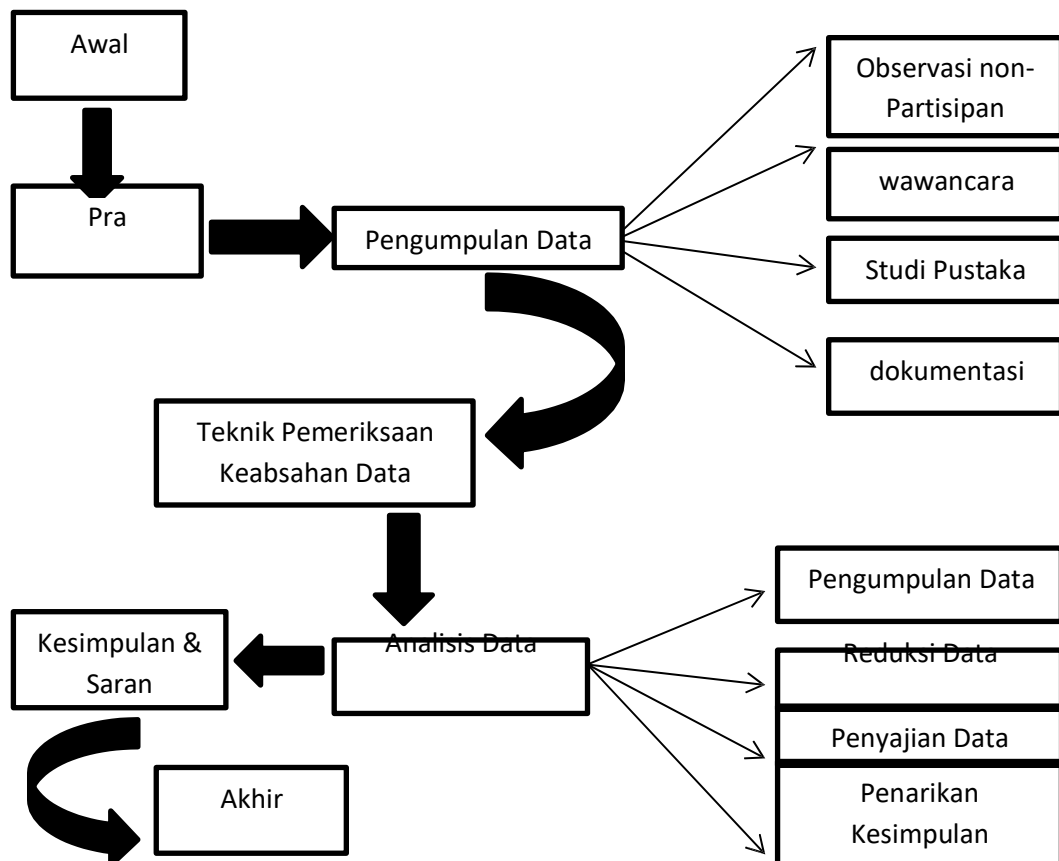 Awal
Observasi non-
Partisipan
wawancara
Pra
Pengumpulan Data
Studi Pustaka
dokumentasi
Teknik Pemeriksaan
Keabsahan Data
Pengumpulan Data
Kesimpulan &
Saran
Analisis Data
Reduksi Data
Penyajian Data
Akhir
Penarikan
Kesimpulan